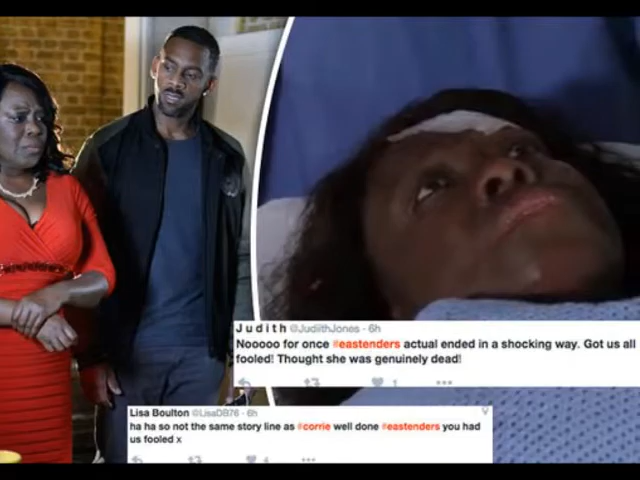 Judith @JudiithJones · 6h
Nooooo for once #eastenders actual ended in a shocking way. Got us all
fooled! Thought she was genuinely dead!
1
Lisa Boulton @LisaDB76 · 6h
ha ha so not the same story line as #corrie well done #eastenders you had
us fooled x